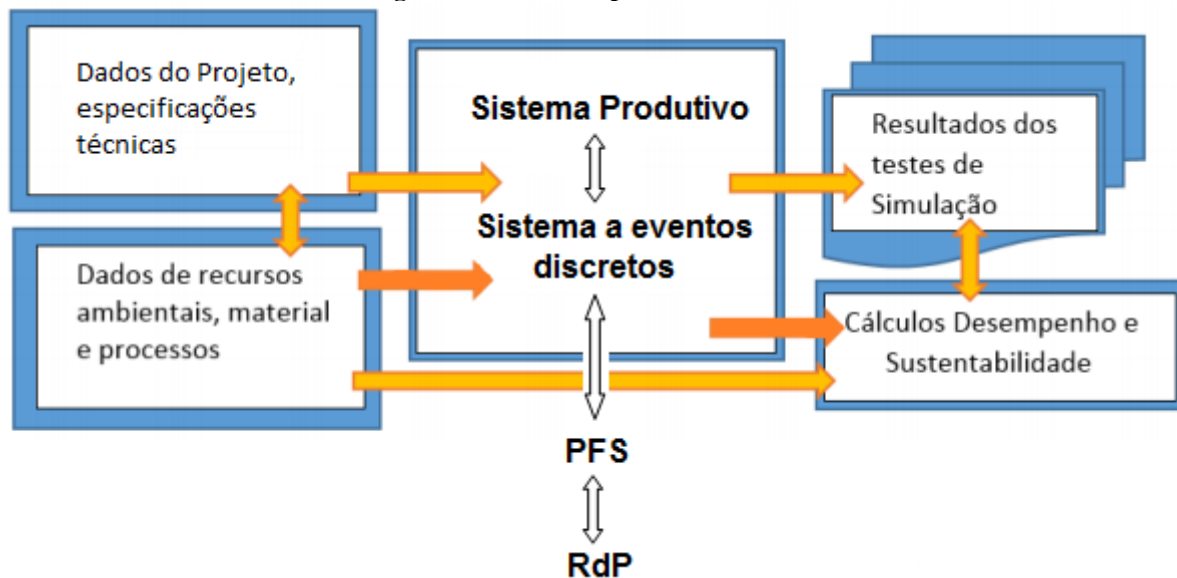 Dados do Projeto,
especificações
técnicas
Dados de recursos
ambientais, material
e processos
Sistema Produtivo
Sistema a eventos
discretos
PFS
RdP
Resultados dos
testes de
Simulação
Cálculos Desempenho e
Sustentabilidade